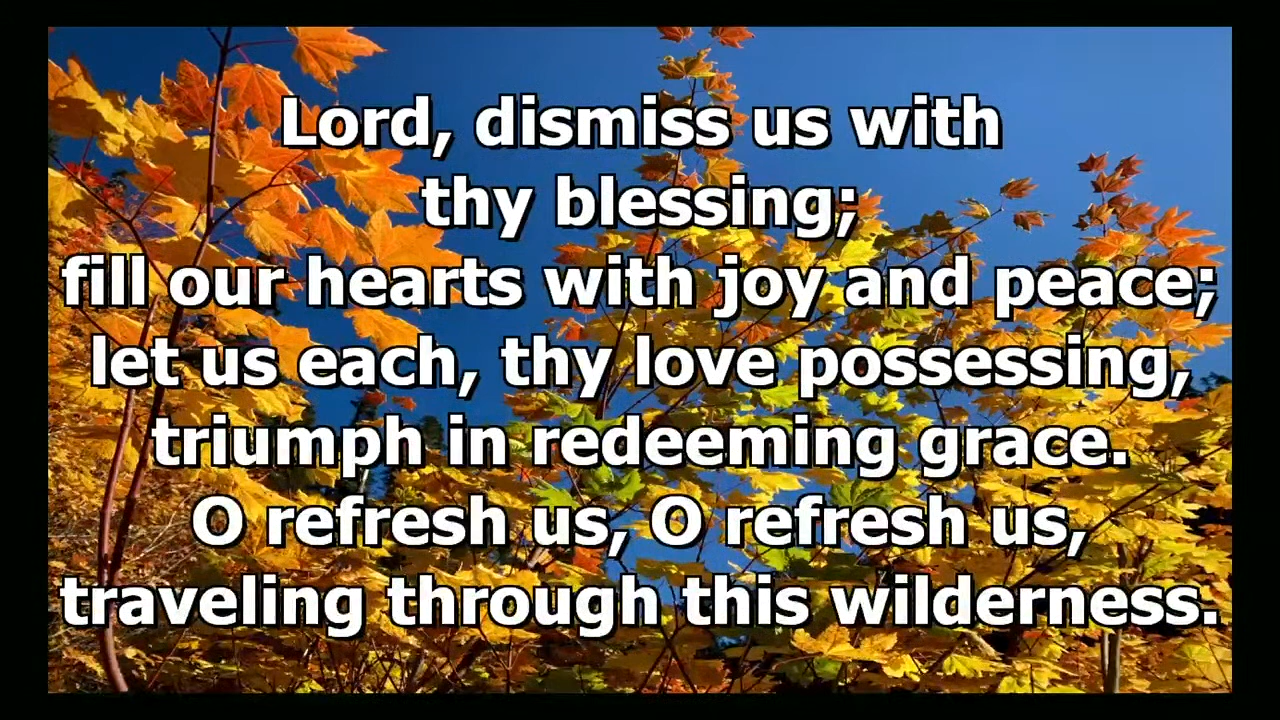 Lord, dismiss us with
thy blessing;
fill our hearts with joy and peace;
let us each, thy love possessing,
triumph in redeeming grace.
O refresh us, O refresh us,
traveling through this wilderness.